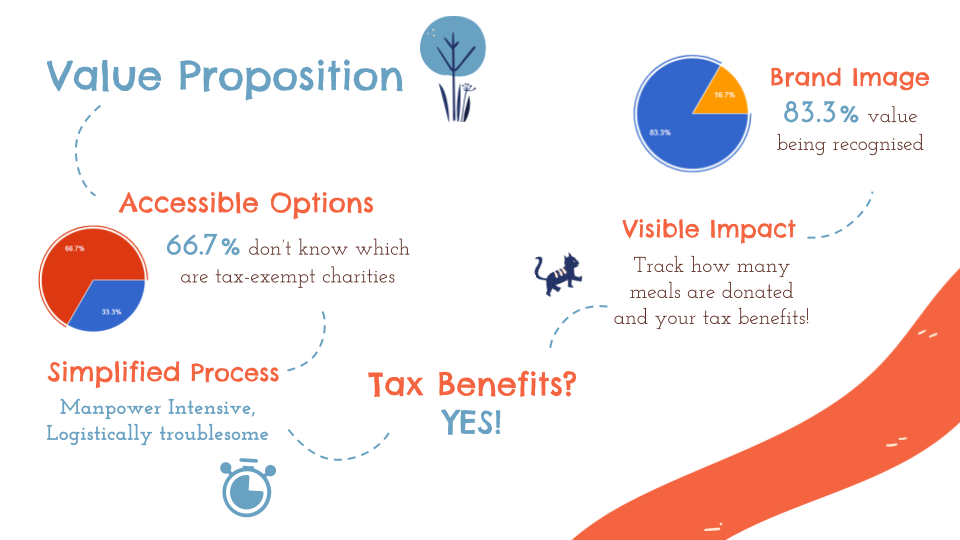 Value Proposition
Accessible Options
66.7% don't know which
are tax-exempt charities
66.7%
33.3%
Simplified Process
Manpower Intensive,
Logistically troublesome
Tax Benefits?
YES!
Visible Impact
Track how many
meals are donated
and your tax benefits!
Brand Image
83.3% value
being recognised
16.7%
83.3%